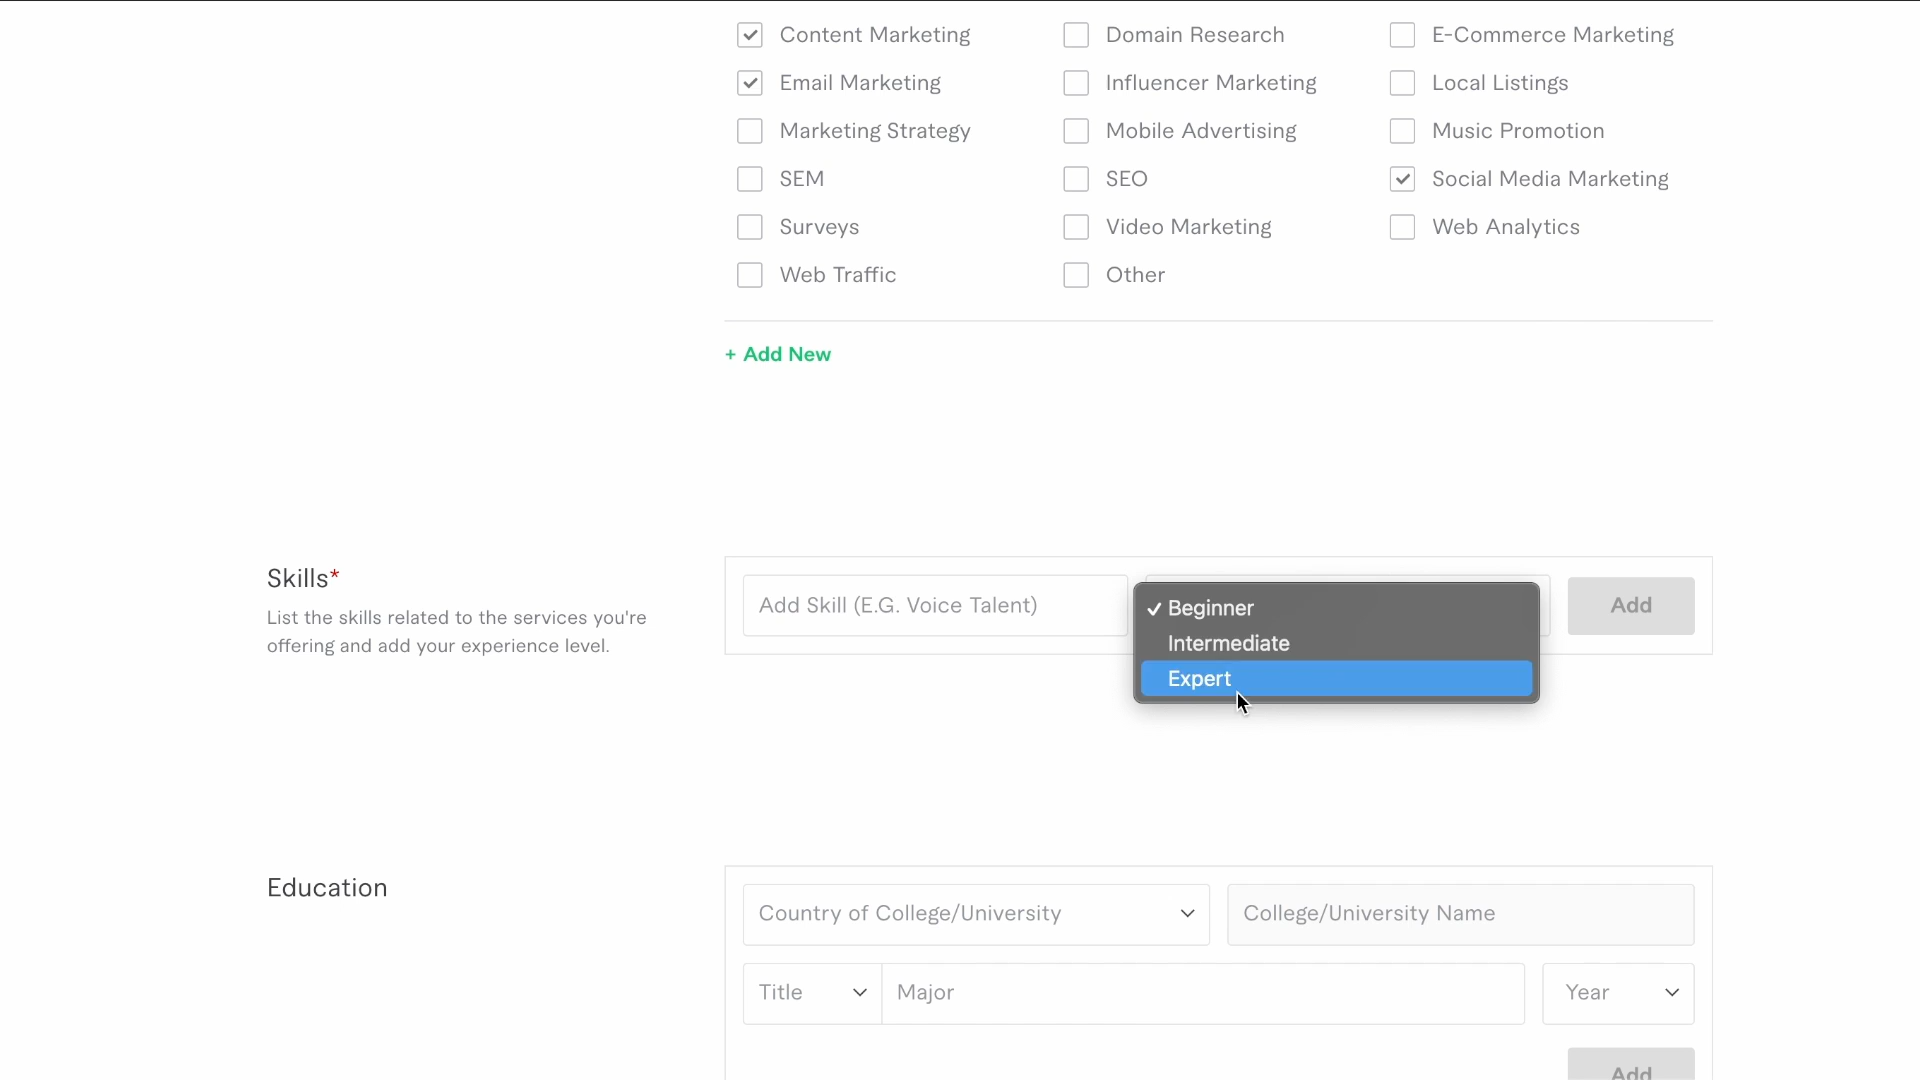 Content Marketing
Domain Research
E-Commerce Marketing
Email Marketing
Influencer Marketing
Local Listings
Marketing Strategy
Mobile Advertising
Music Promotion
SEM
SEO
Social Media Marketing
Surveys
Video Marketing
Web Analytics
Web Traffic
Other
+ Add New
Skills*
List the skills related to the services you're
offering and add your experience level.
Add Skill (E.G. Voice Talent)
Beginner
Intermediate
Expert
Add
Education
Country of College/University
College/University Name
Title
Major
Year
Add